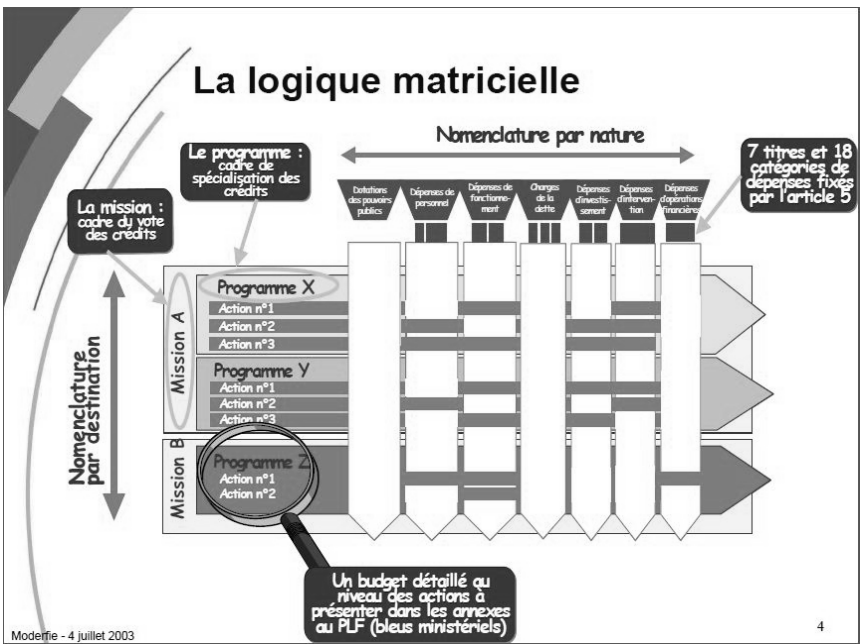 La logique matricielle
Nomenclature par nature
Le programme :
cadre de
spécialisation des
crédits
7 titres et 18
catégories de
dépenses fixés
par l'article 5
La mission :
cadre du vote
des crédits
Dotations
des pouvoirs
publics
Dépenses de
personnel
Dépenses de
fonctionne-
ment
Charges
de la
dette
Dépenses
d'investis-
sement
Dépenses
d'interven-
tion
Dépenses
d'opérations
financières
Nomenclature
par destination
Mission A
Programme X
Action n°1
Action n°2
Action n°3
Programme Y
Action n°1
Action n°2
Action n°3
Mission B
Programme Z
Action n°1
Action n°2
Un budget détaillé au
niveau des actions à
présenter dans les annexes
au PLF (bleus ministériels)
Moderfie - 4 juillet 2003
4